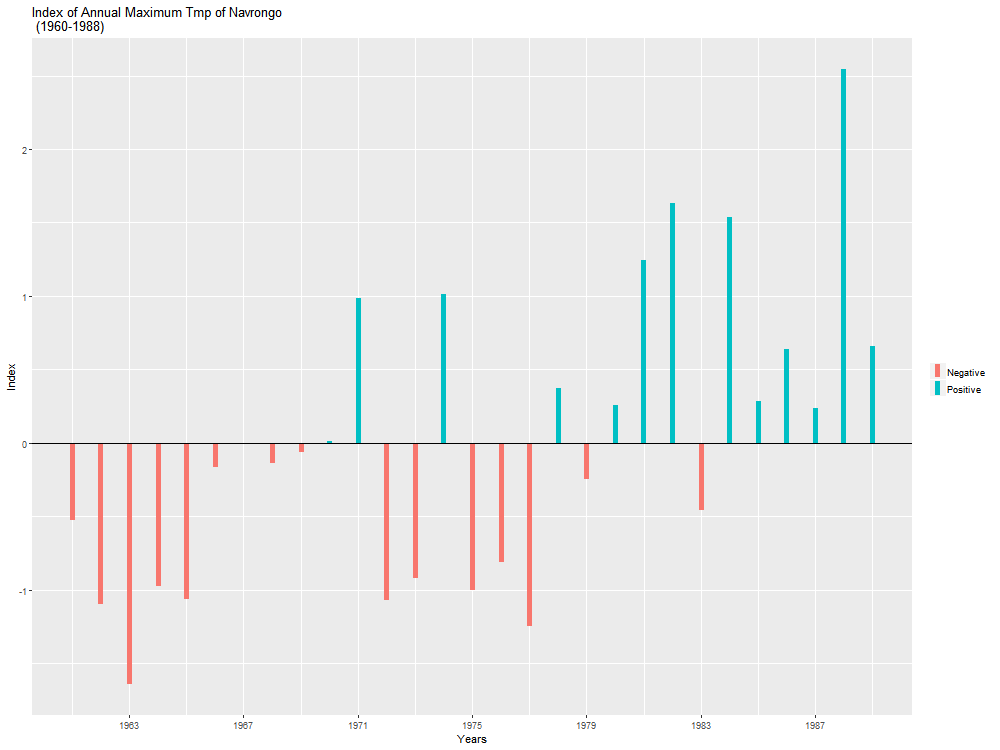 Index of Annual Maximum Tmp of Navrongo
(1960-1988)
2
1
0
-1
Index
1963 1967 1971 1975 1979 1983 1987
Years
Negative
Positive